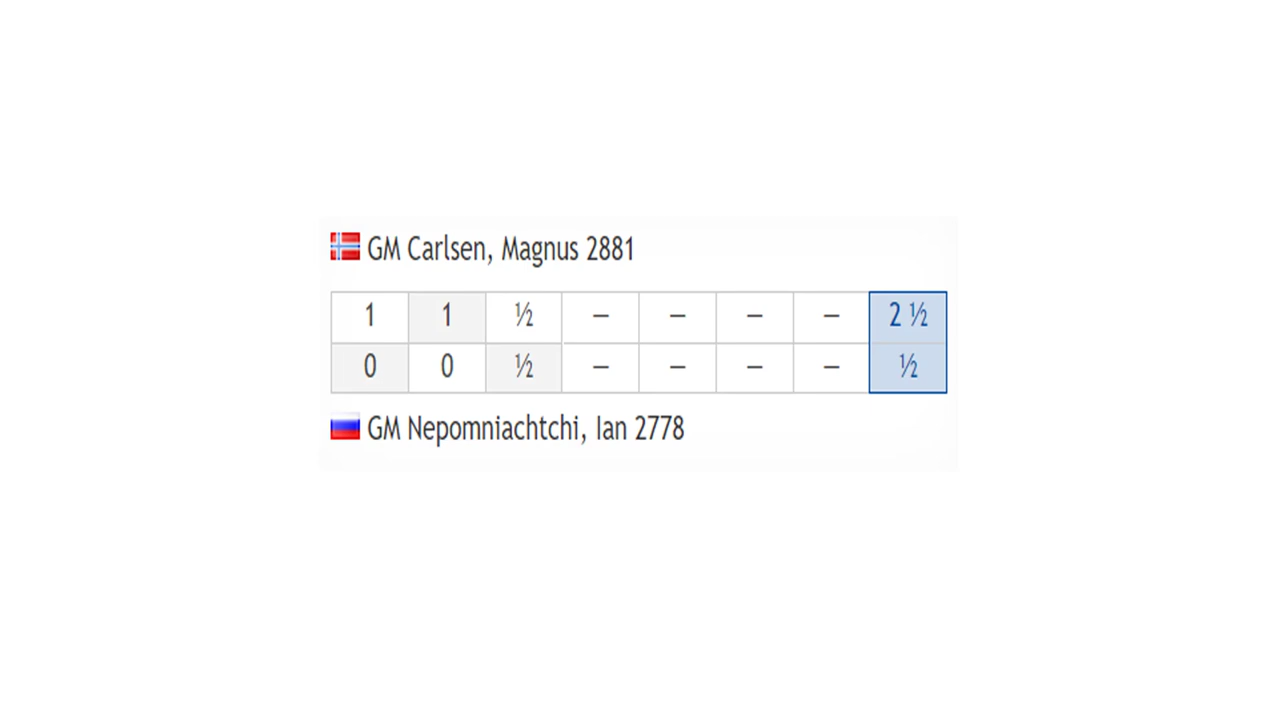 GM Carlsen, Magnus 2881
1 1 ½ – – – – 2 ½
0 0 ½ – – – – ½
GM Nepomniachtchi, Ian 2778